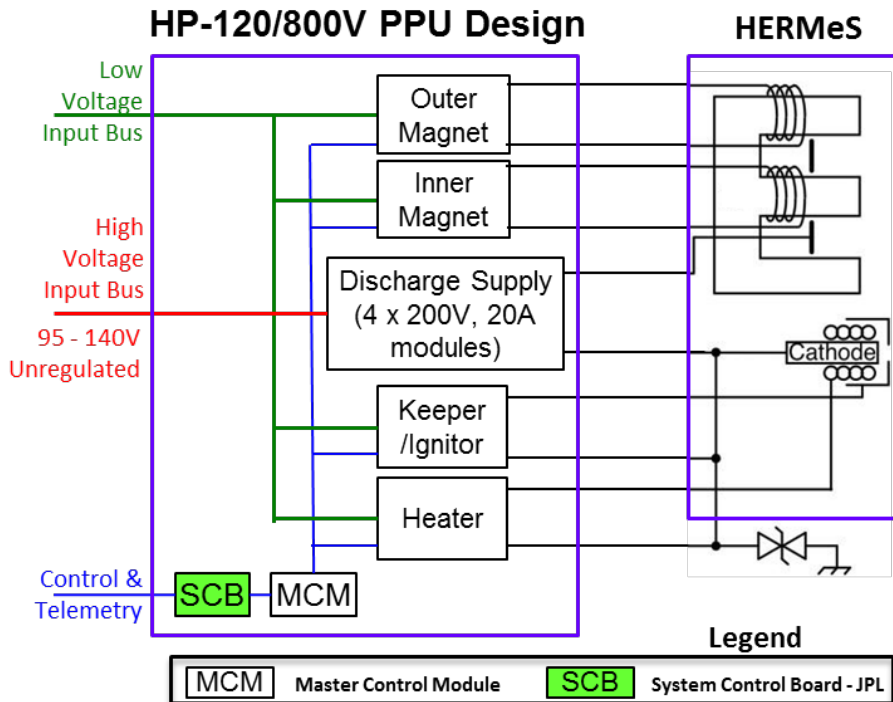 HP-120/800V PPU Design
HERMeS
Low
Voltage
Input Bus
High
Voltage
Input Bus
95 - 140V
Unregulated
Control &
Telemetry
Outer
Magnet
Inner
Magnet
Discharge Supply
(4 x 200V, 20A
modules)
Keeper
/Ignitor
Heater
SCB
MCM
Cathode
Legend
MCM Master Control Module SCB System Control Board - JPL